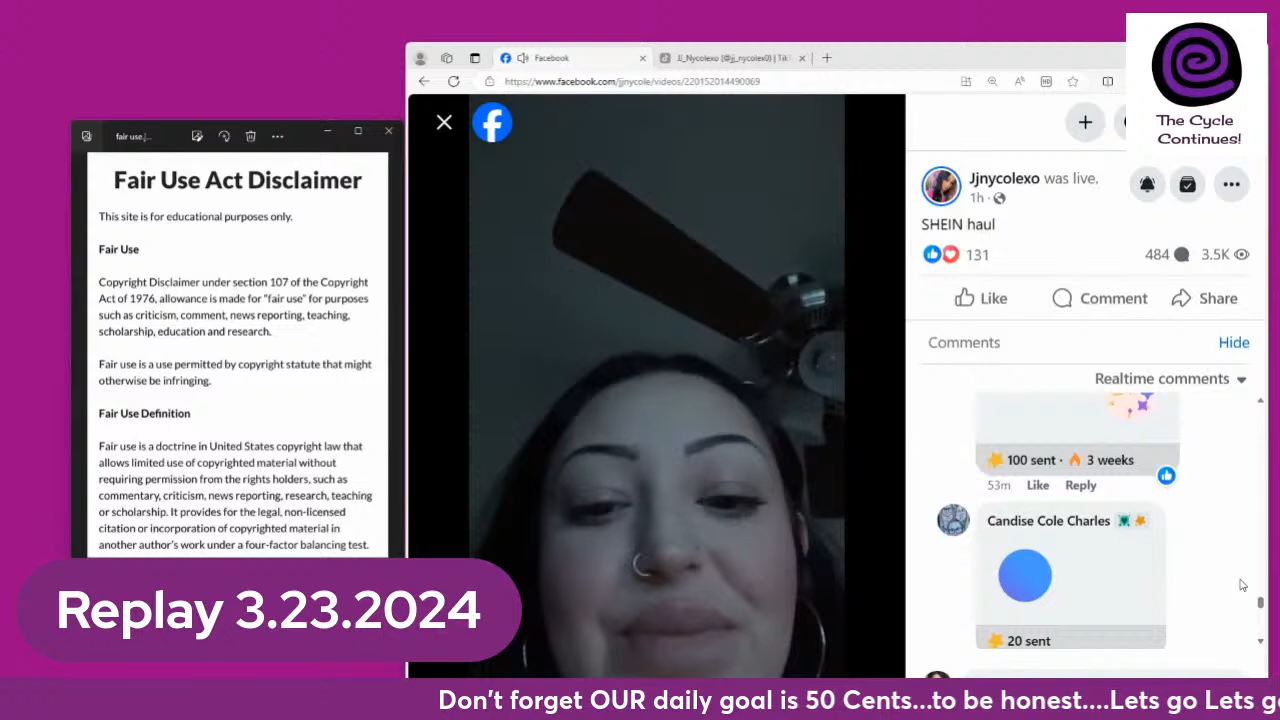 The Cycle
Continues!
Facebook
JJ_Nycolexo (@jj_nycolex0) | Tik
https://www.facebook.com/jjnycole/videos/220152014490069
fair use.j...
Fair Use Act Disclaimer
This site is for educational purposes only.
Fair Use
Copyright Disclaimer under section 107 of the Copyright
Act of 1976, allowance is made for “fair use” for purposes
such as criticism, comment, news reporting, teaching,
scholarship, education and research.
Fair use is a use permitted by copyright statute that might
otherwise be infringing.
Fair Use Definition
Fair use is a doctrine in United States copyright law that
allows limited use of copyrighted material without
requiring permission from the rights holders, such as
commentary, criticism, news reporting, research, teaching
or scholarship. It provides for the legal, non-licensed
citation or incorporation of copyrighted material in
another author’s work under a four-factor balancing test.
Jjnycolexo was live.
1h ·
SHEIN haul
131
484
3.5K
Like
Comment
Share
Comments
Hide
Realtime comments
100 sent · 3 weeks
53m Like Reply
Candise Cole Charles
20 sent
Replay 3.23.2024
Don't forget OUR daily goal is 50 Cents...to be honest....Lets go Lets g